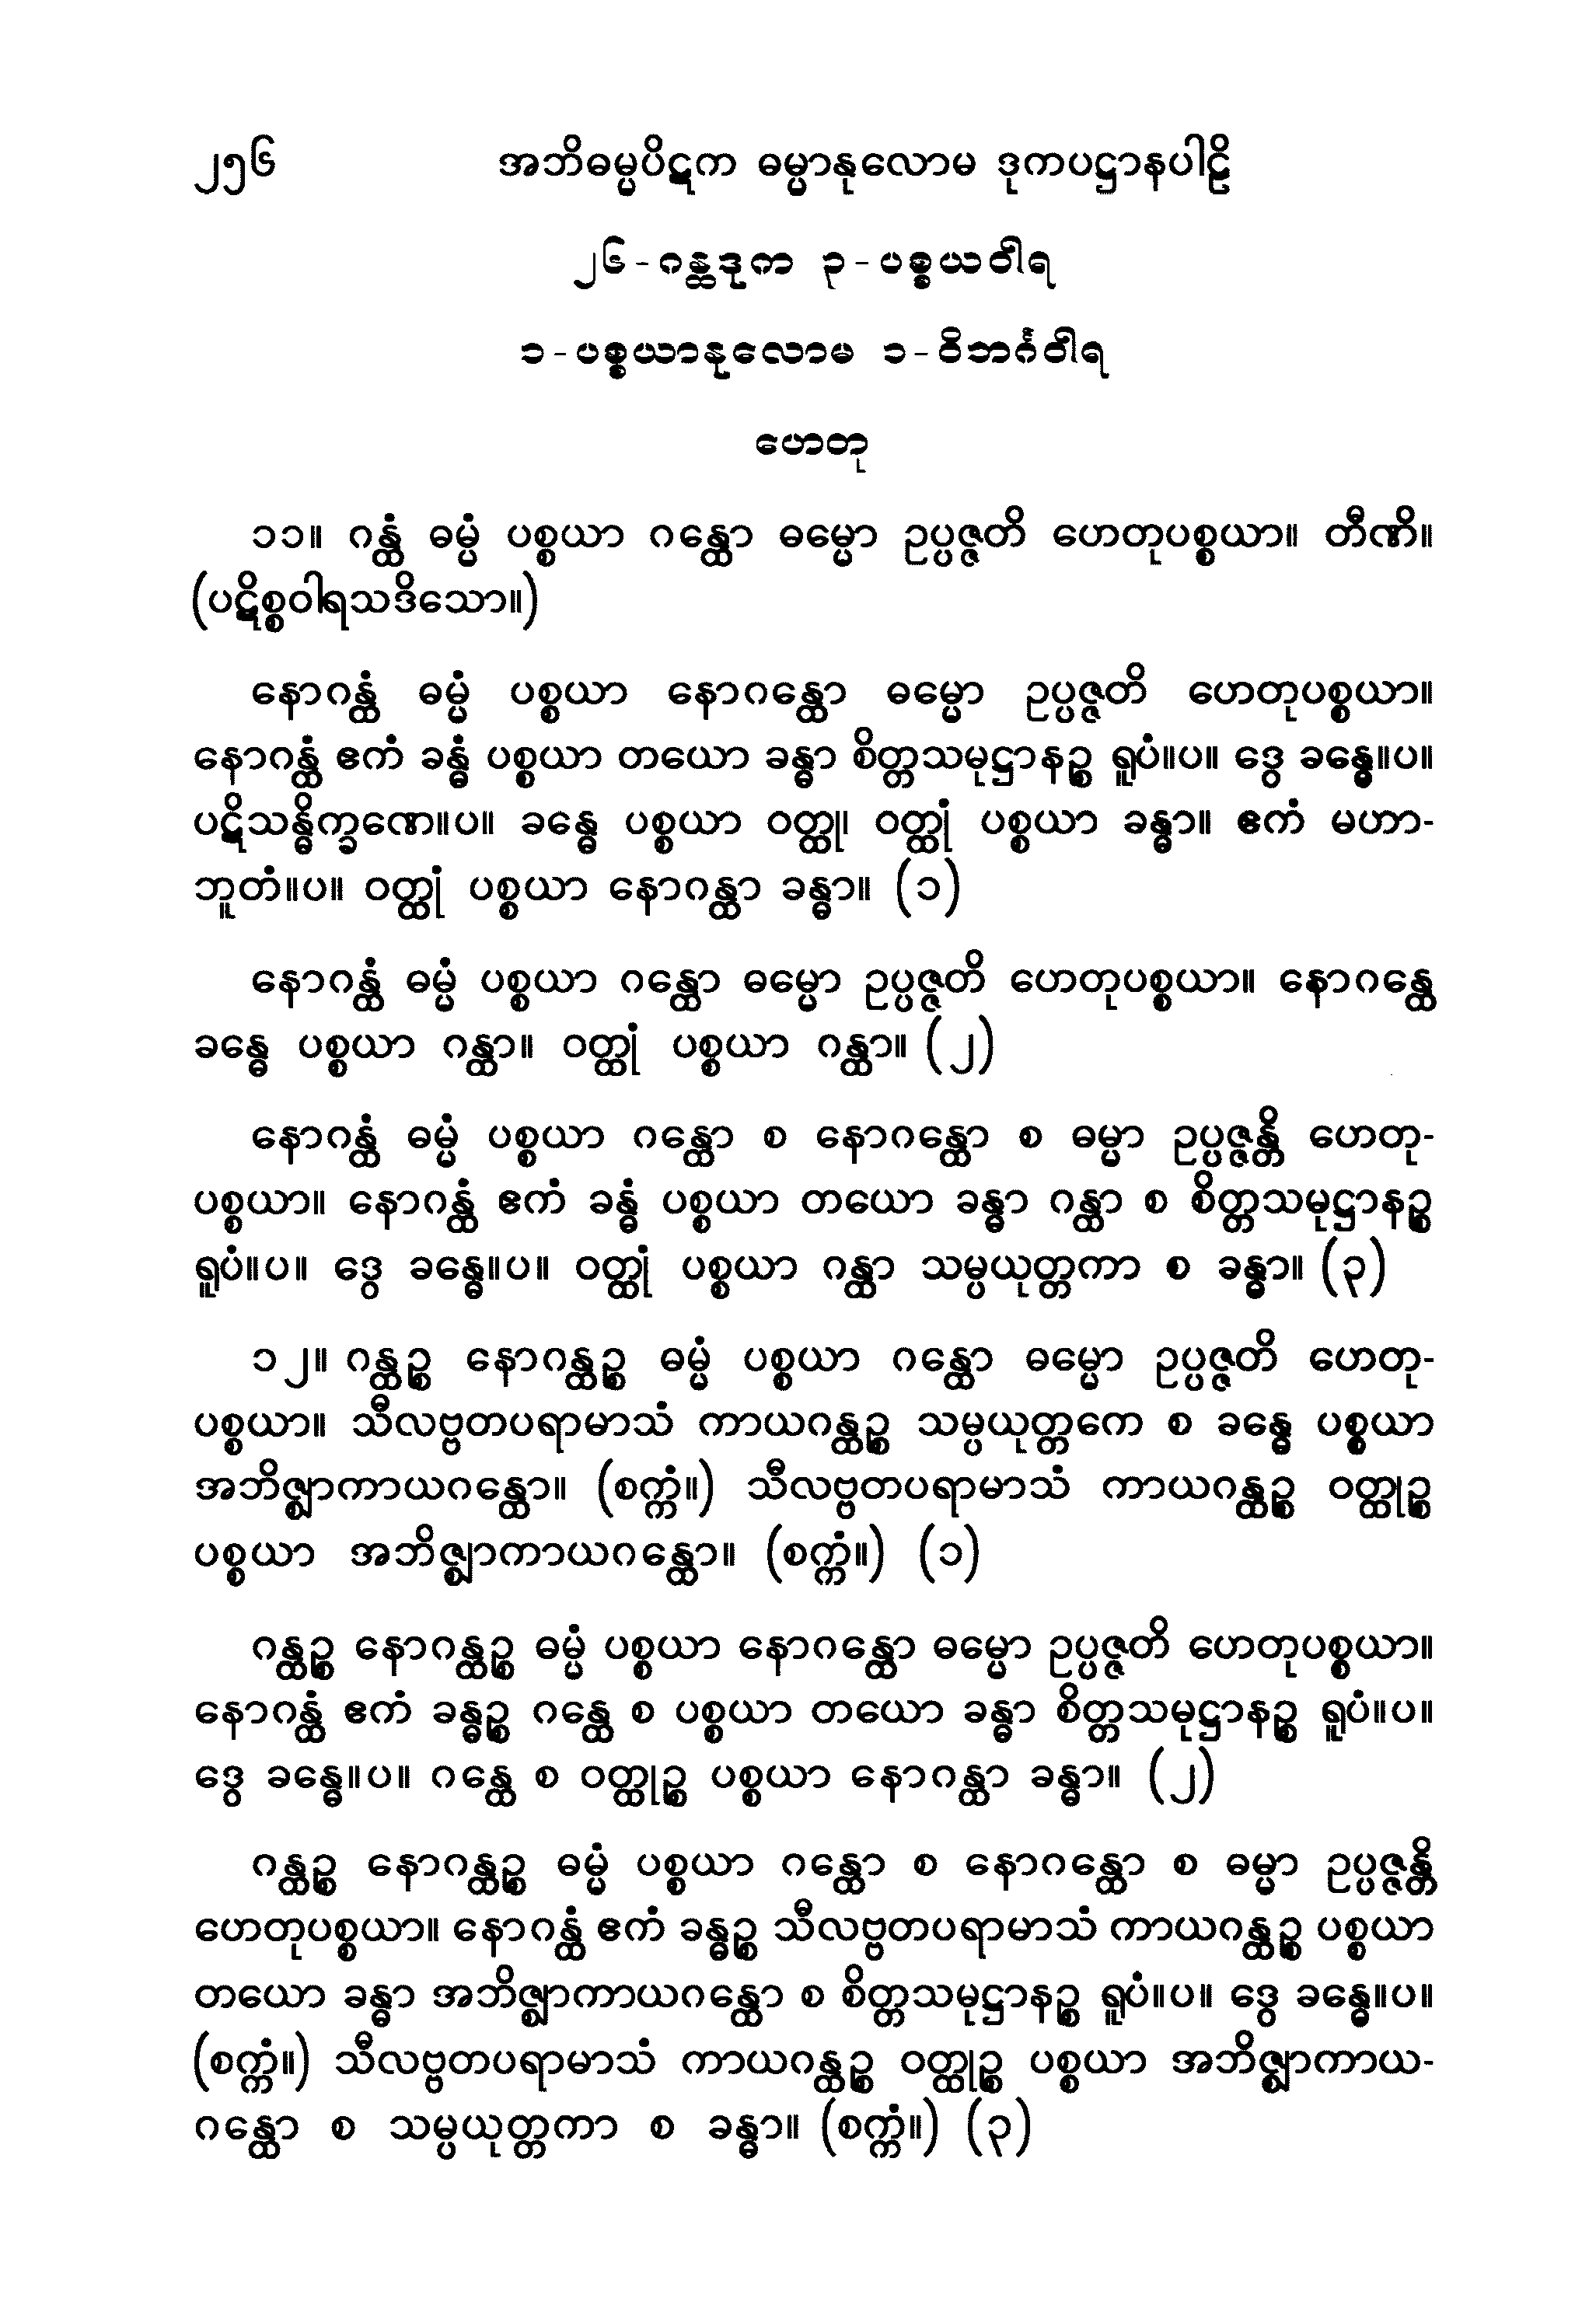 ၂၅၆ အဘိဓမ္မပိဋက ဓမ္မာနုလောမ ဒုကပဋ္ဌာနပါဠိ
၂၆-ဂန္ထဒုက ၃-ပစ္စယဝါရ
၁-ပစ္စယာနုလောမ ၁-ဝိဘင်္ဂဝါရ
ဟေတု
၁၁။ ဂန္ထံ ဓမ္မံ ပစ္စယာ ဂန္ထော ဓမ္မော ဥပ္ပဇ္ဇတိ ဟေတုပစ္စယာ။ တီဏိ။
(ပဋိစ္စဝါရသဒိသော။)
နောဂန္ထံ ဓမ္မံ ပစ္စယာ နောဂန္ထော ဓမ္မော ဥပ္ပဇ္ဇတိ ဟေတုပစ္စယာ။
နောဂန္ထံ ဧကံ ခန္ဓံ ပစ္စယာ တယော ခန္ဓာ စိတ္တသမုဋ္ဌာနဉ္စ ရူပံ။ပ။ ဒွေ ခန္ဓေ။ပ။
ပဋိသန္ဓိက္ခဏေ။ပ။ ခန္ဓေ ပစ္စယာ ဝတ္ထု၊ ဝတ္ထုံ ပစ္စယာ ခန္ဓာ။ ဧကံ မဟာ-
ဘူတံ။ပ။ ဝတ္ထုံ ပစ္စယာ နောဂန္ထာ ခန္ဓာ။ (၁)
နောဂန္ထံ ဓမ္မံ ပစ္စယာ ဂန္ထော ဓမ္မော ဥပ္ပဇ္ဇတိ ဟေတုပစ္စယာ။ နောဂန္ထေ
ခန္ဓေ ပစ္စယာ ဂန္ထာ။ ဝတ္ထုံ ပစ္စယာ ဂန္ထာ။ (၂)
နောဂန္ထံ ဓမ္မံ ပစ္စယာ ဂန္ထော စ နောဂန္ထော စ ဓမ္မာ ဥပ္ပဇ္ဇန္တိ ဟေတု-
ပစ္စယာ။ နောဂန္ထံ ဧကံ ခန္ဓံ ပစ္စယာ တယော ခန္ဓာ ဂန္ထာ စ စိတ္တသမုဋ္ဌာနဉ္စ
ရူပံ။ပ။ ဒွေ ခန္ဓေ။ပ။ ဝတ္ထုံ ပစ္စယာ ဂန္ထာ သမ္ပယုတ္တကာ စ ခန္ဓာ။ (၃)
၁၂။ ဂန္ထဉ္စ နောဂန္ထဉ္စ ဓမ္မံ ပစ္စယာ ဂန္ထော ဓမ္မော ဥပ္ပဇ္ဇတိ ဟေတု-
ပစ္စယာ။ သီလဗ္ဗတပရာမာသံ ကာယဂန္ထဉ္စ သမ္ပယုတ္တကေ စ ခန္ဓေ ပစ္စယာ
အဘိဇ္ဈာကာယဂန္ထော။ (စက္ကံ။) သီလဗ္ဗတပရာမာသံ ကာယဂန္ထဉ္စ ဝတ္ထုဉ္စ
ပစ္စယာ အဘိဇ္ဈာကာယဂန္ထော။ (စက္ကံ။) (၁)
ဂန္ထဉ္စ နောဂန္ထဉ္စ ဓမ္မံ ပစ္စယာ နောဂန္ထော ဓမ္မော ဥပ္ပဇ္ဇတိ ဟေတုပစ္စယာ။
နောဂန္ထံ ဧကံ ခန္ဓဉ္စ ဂန္ထေ စ ပစ္စယာ တယော ခန္ဓာ စိတ္တသမုဋ္ဌာနဉ္စ ရူပံ။ပ။
ဒွေ ခန္ဓေ။ပ။ ဂန္ထေ စ ဝတ္ထုဉ္စ ပစ္စယာ နောဂန္ထာ ခန္ဓာ။ (၂)
ဂန္ထဉ္စ နောဂန္ထဉ္စ ဓမ္မံ ပစ္စယာ ဂန္ထော စ နောဂန္ထော စ ဓမ္မာ ဥပ္ပဇ္ဇန္တိ
ဟေတုပစ္စယာ။ နောဂန္ထံ ဧကံ ခန္ဓဉ္စ သီလဗ္ဗတပရာမာသံ ကာယဂန္ထဉ္စ ပစ္စယာ
တယော ခန္ဓာ အဘိဇ္ဈာကာယဂန္ထော စ စိတ္တသမုဋ္ဌာနဉ္စ ရူပံ။ပ။ ဒွေ ခန္ဓေ။ပ။
(စက္ကံ။) သီလဗ္ဗတပရာမာသံ ကာယဂန္ထဉ္စ ဝတ္ထုဉ္စ ပစ္စယာ အဘိဇ္ဈာကာယ-
ဂန္ထော စ သမ္ပယုတ္တကာ စ ခန္ဓာ။ (စက္ကံ။) (၃)